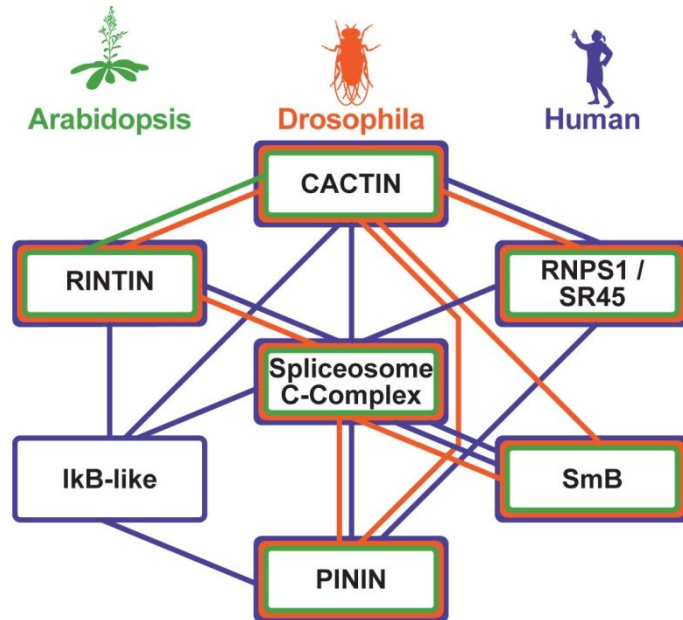 Arabidopsis
Drosophila
Human
CACTIN
RINTIN
RNPS1 /
SR45
Spliceosome
C-Complex
IkB-like
SmB
PININ